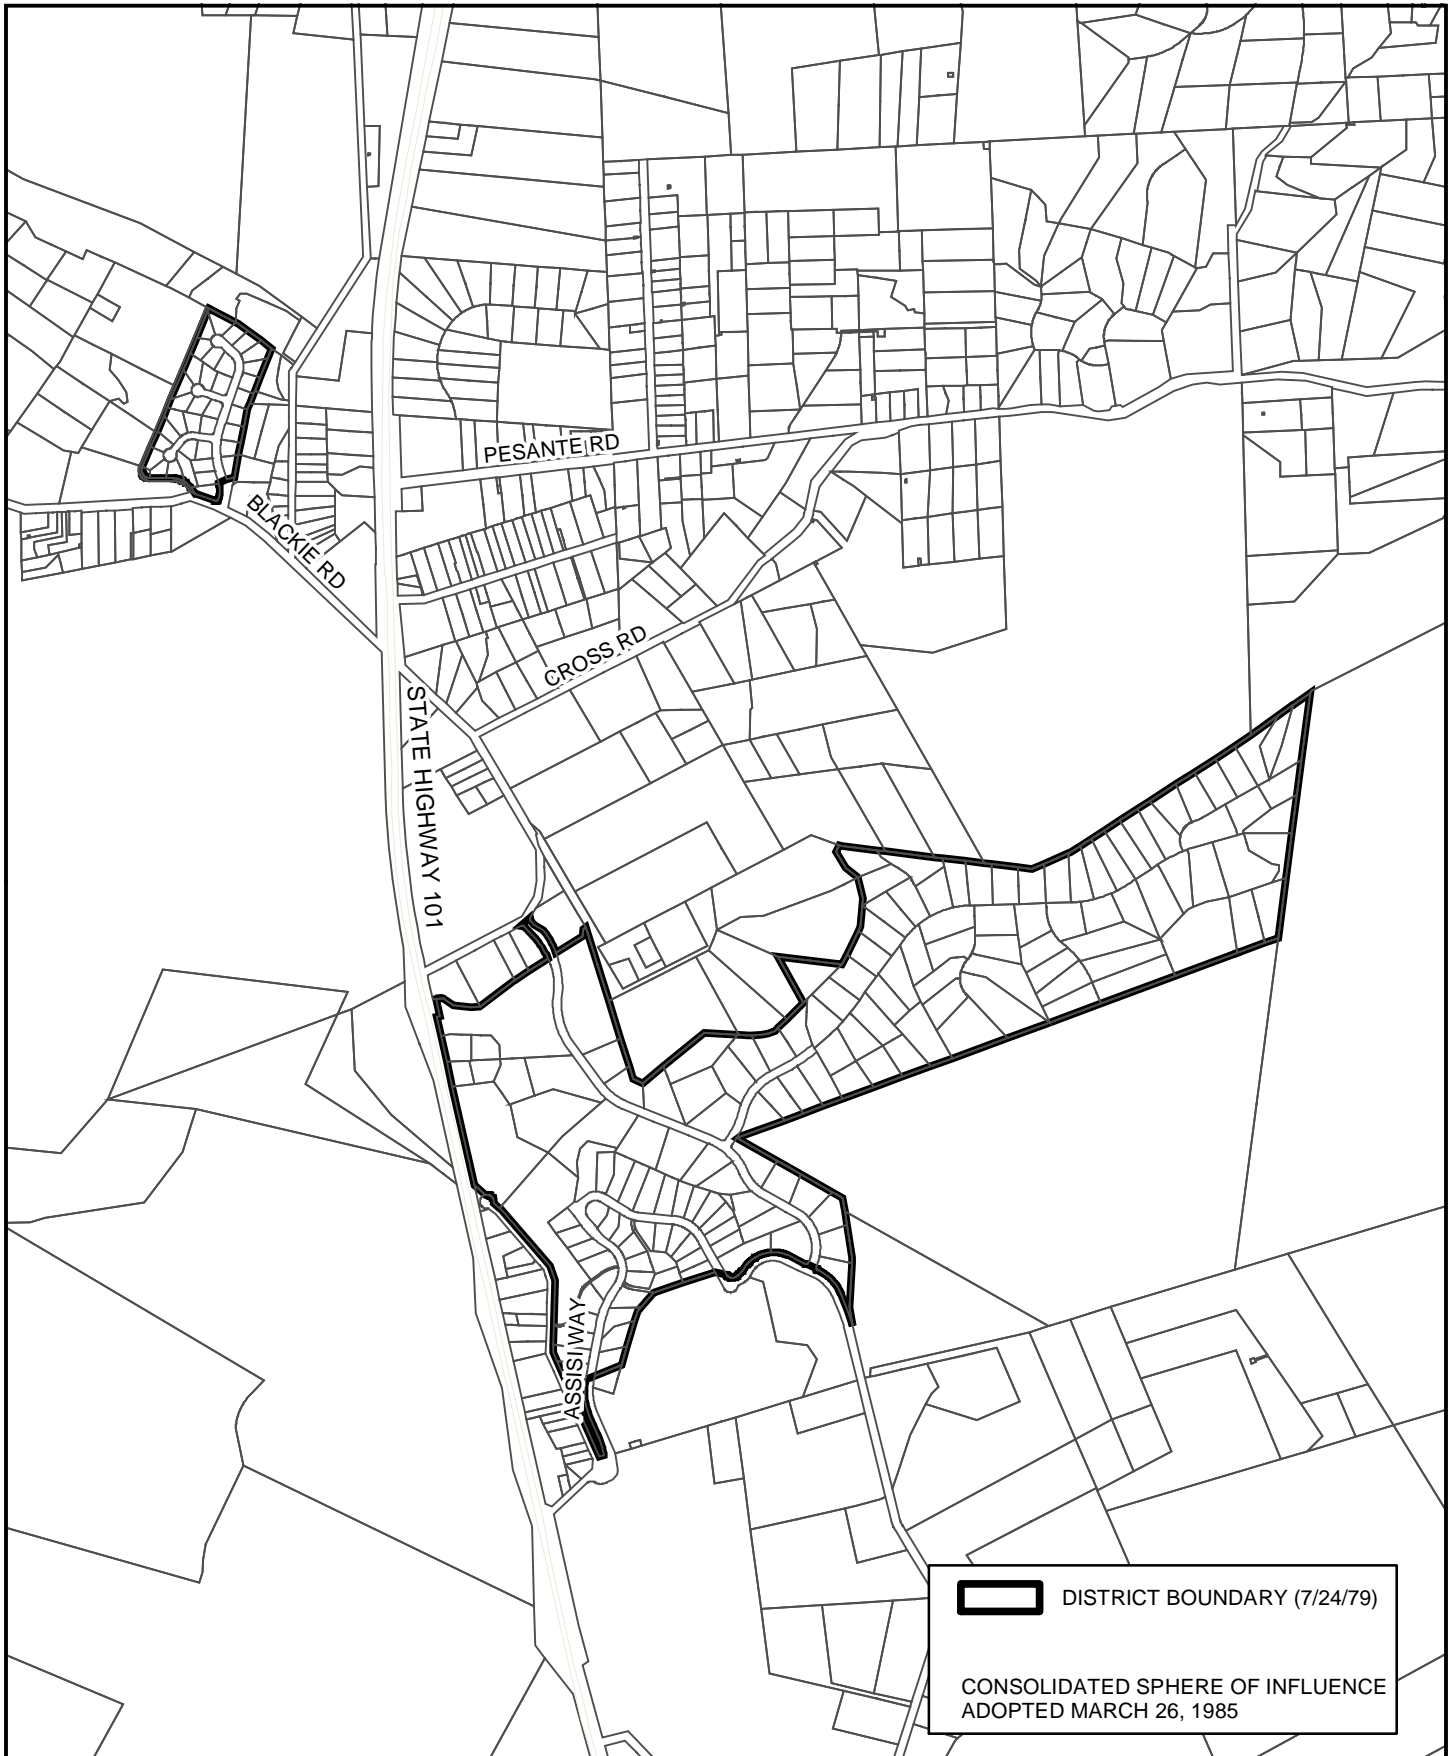 PESANTE RD
BLACKIE RD
CROSS RD
STATE HIGHWAY 101
ASSISI WAY
DISTRICT BOUNDARY (7/24/79)
CONSOLIDATED SPHERE OF INFLUENCE
ADOPTED MARCH 26, 1985